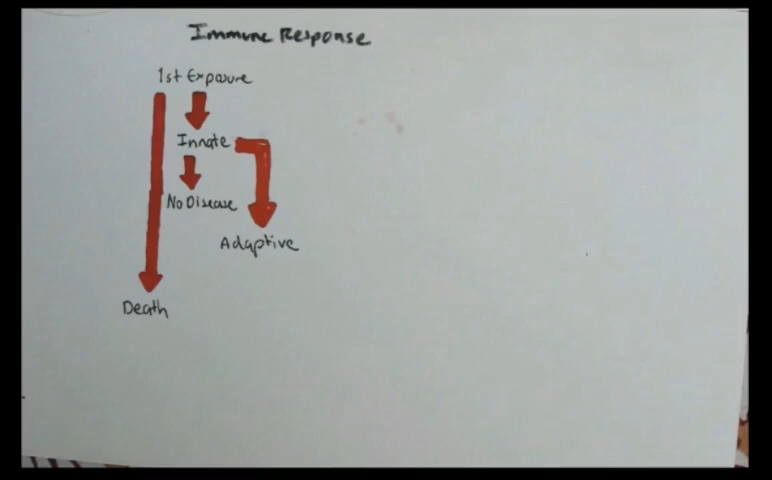 Immune Response
1st Exposure
Innate
No Disease
Adaptive
Death